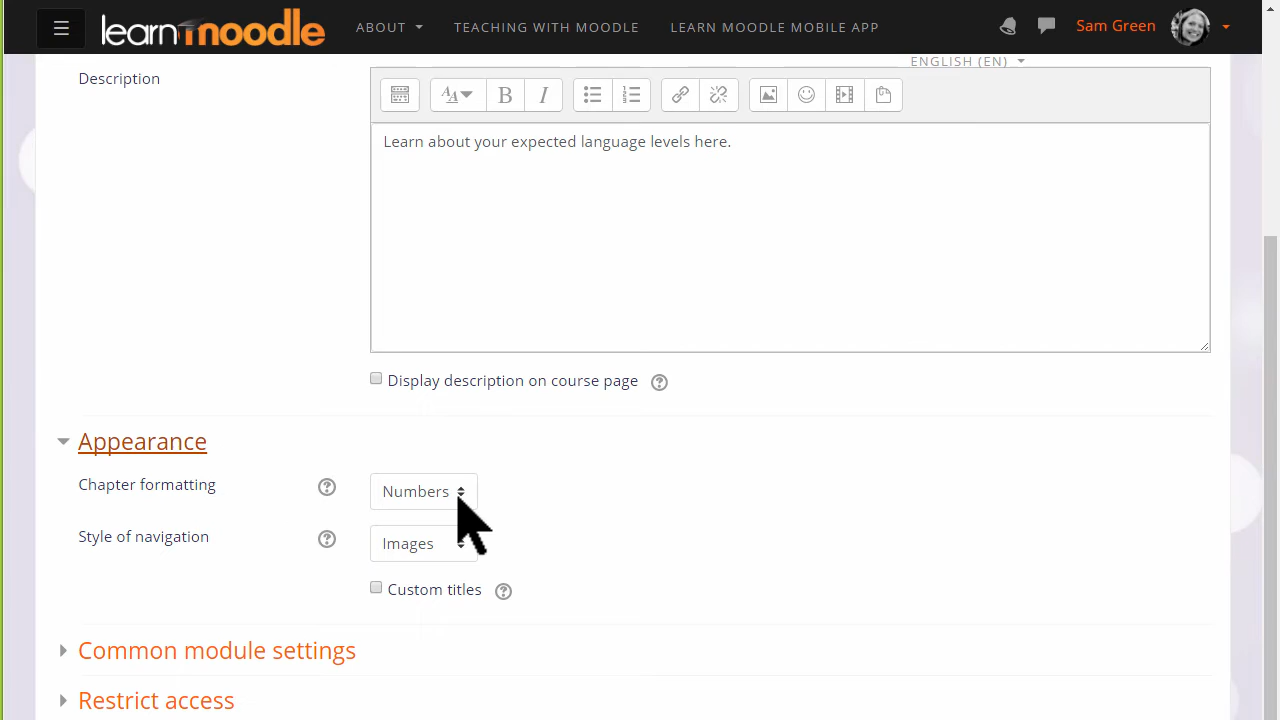 learn moodle ABOUT TEACHING WITH MOODLE LEARN MOODLE MOBILE APP Sam Green
ENGLISH (EN)
Description
Learn about your expected language levels here.
Display description on course page
Appearance
Chapter formatting Numbers
Style of navigation Images
Custom titles
Common module settings
Restrict access